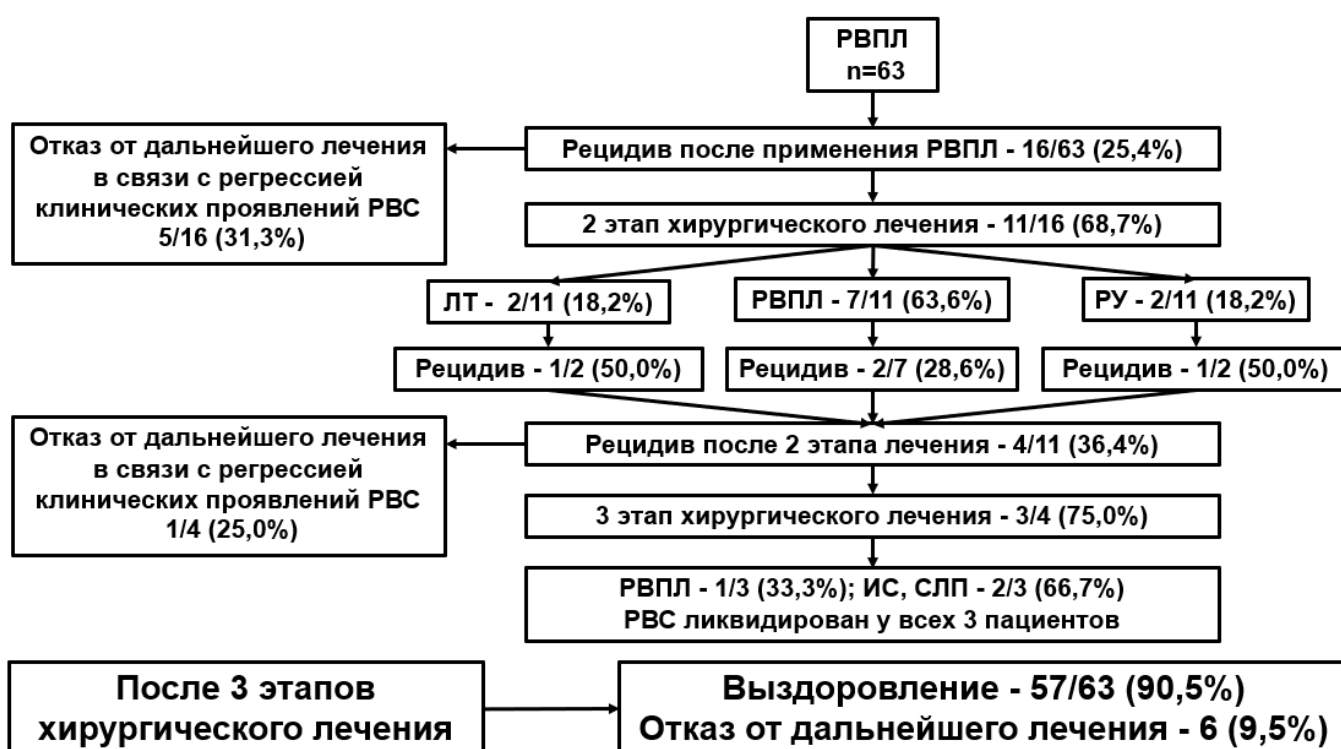 РВПЛ
n=63
Рецидив после применения РВПЛ - 16/63 (25,4%)
Отказ от дальнейшего лечения
в связи с регрессией
клинических проявлений РВС
5/16 (31,3%)
2 этап хирургического лечения - 11/16 (68,7%)
ЛТ - 2/11 (18,2%)
РВПЛ - 7/11 (63,6%)
РУ - 2/11 (18,2%)
Рецидив - 1/2 (50,0%)
Рецидив - 2/7 (28,6%)
Рецидив - 1/2 (50,0%)
Рецидив после 2 этапа лечения - 4/11 (36,4%)
Отказ от дальнейшего лечения
в связи с регрессией
клинических проявлений РВС
1/4 (25,0%)
3 этап хирургического лечения - 3/4 (75,0%)
РВПЛ - 1/3 (33,3%); ИС, СЛП - 2/3 (66,7%)
РВС ликвидирован у всех 3 пациентов
После 3 этапов
хирургического лечения
Выздоровление - 57/63 (90,5%)
Отказ от дальнейшего лечения - 6 (9,5%)